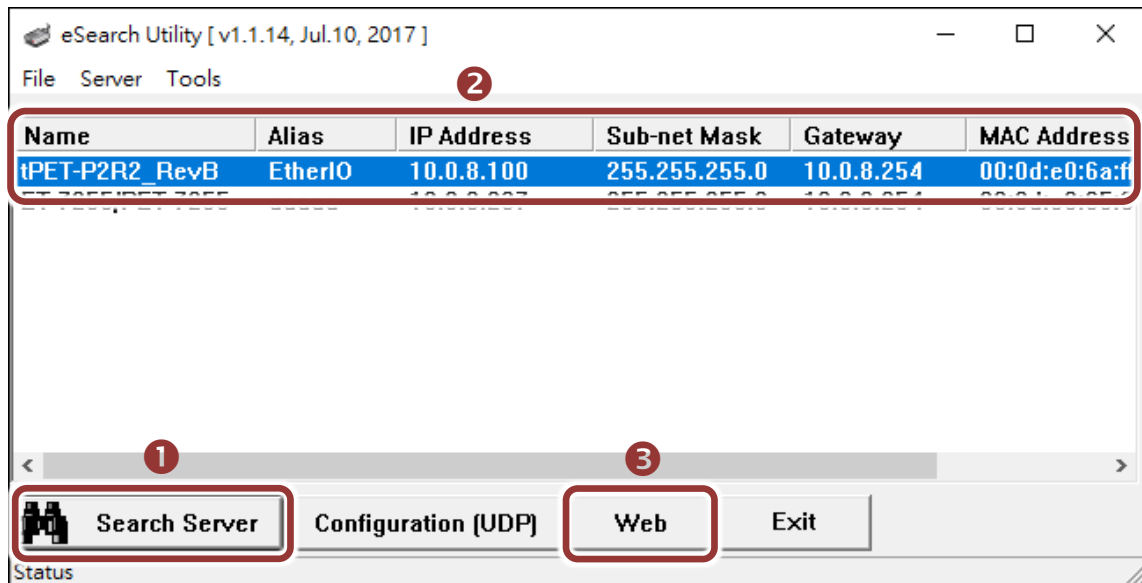 eSearch Utility [ v1.1.14, Jul.10, 2017 ]
File Server Tools
2
Name Alias IP Address Sub-net Mask Gateway MAC Address
tPET-P2R2_RevB EtherIO 10.0.8.100 255.255.255.0 10.0.8.254 00:0d:e0:6a:ff
1 3
Search Server Configuration (UDP) Web Exit
Status